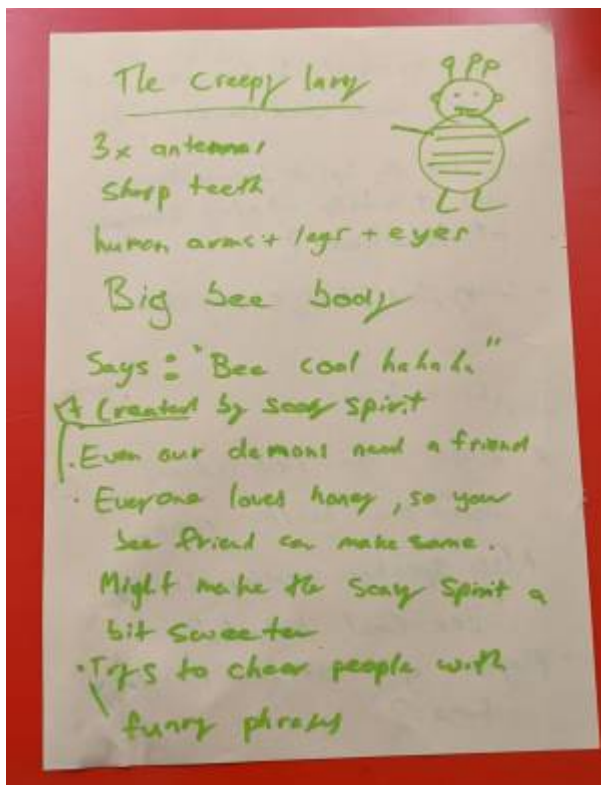 The Creepy
3x antennas
sharp teeth
human arms + legs + eyes
Big bee body
Says : "Bee cool hahaha"
Created by scary spirit
. Even our demons need a friend
. Everyone loves honey, so your
bee friend can make some.
Might make the scary spirit a
bit sweeter
. Trys to cheer people with
funny phrases